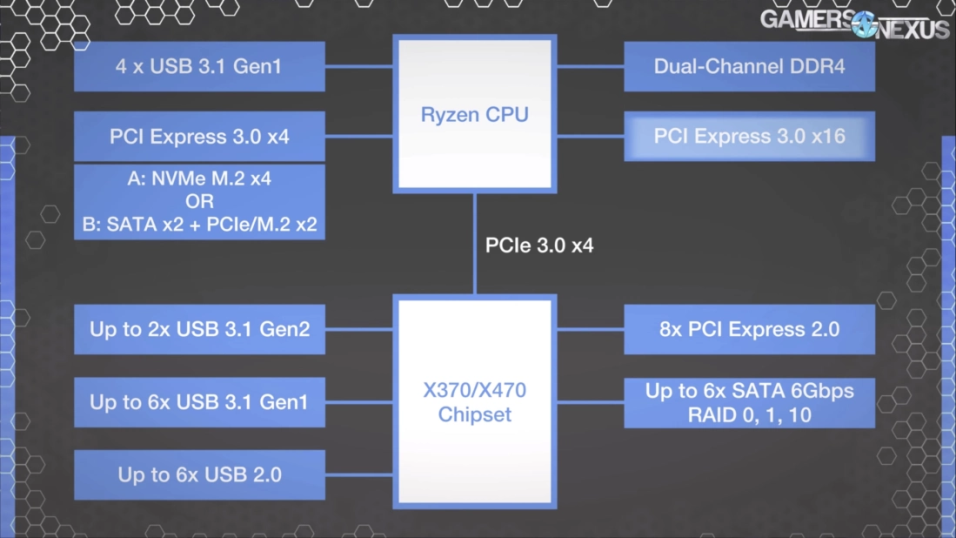 GAMERS NEXUS
4 x USB 3.1 Gen1
Ryzen CPU
Dual-Channel DDR4
PCI Express 3.0 x4
PCI Express 3.0 x16
A: NVMe M.2 x4
OR
B: SATA x2 + PCIe/M.2 x2
PCIe 3.0 x4
Up to 2x USB 3.1 Gen2
8x PCI Express 2.0
Up to 6x USB 3.1 Gen1
X370/X470
Chipset
Up to 6x SATA 6Gbps
RAID 0, 1, 10
Up to 6x USB 2.0